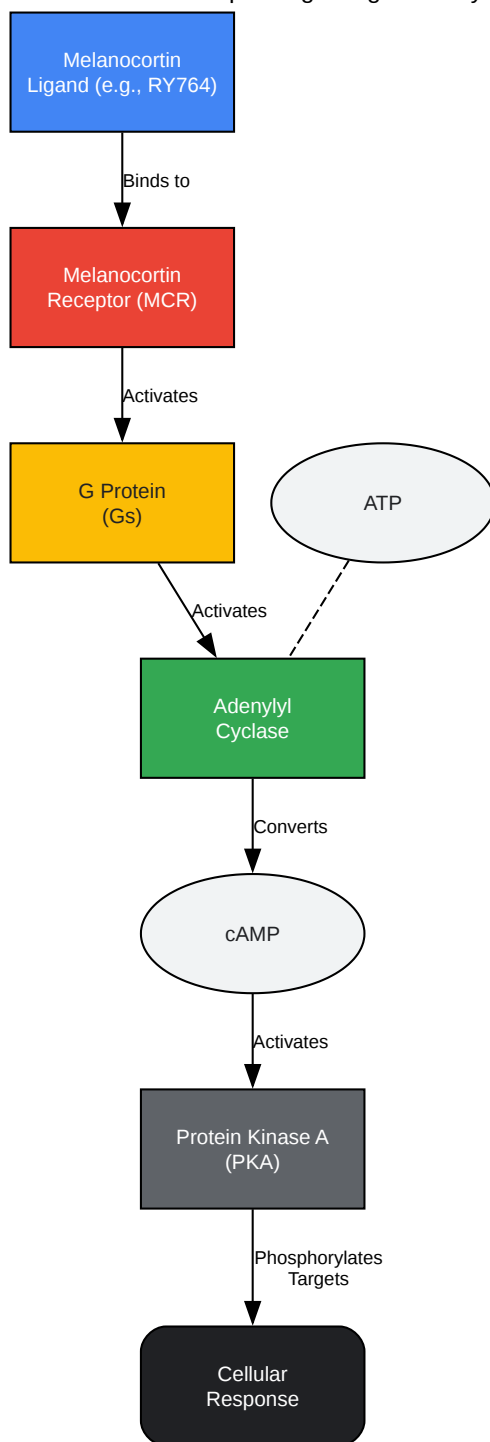 Melanocortin
Ligand (e.g., RY764)
Binds to
Melanocortin
Receptor (MCR)
Activates
G Protein
(Gs)
ATP
Activates
Adenylyl
Cyclase
Converts
cAMP
Activates
Protein Kinase A
(PKA)
Phosphorylates
Targets
Cellular
Response